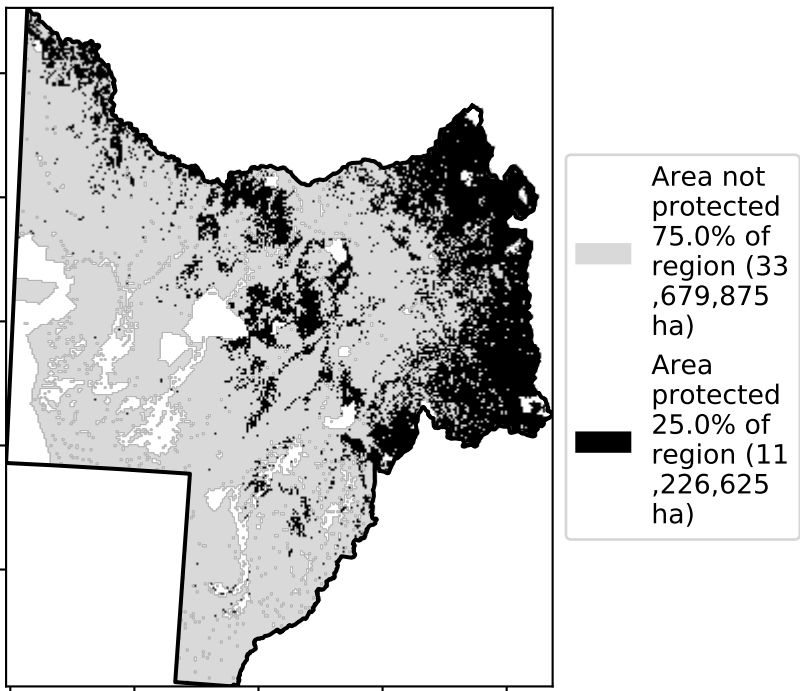 Area not
protected
75.0% of
region (33
,679,875
ha)
Area
protected
25.0% of
region (11
,226,625
ha)